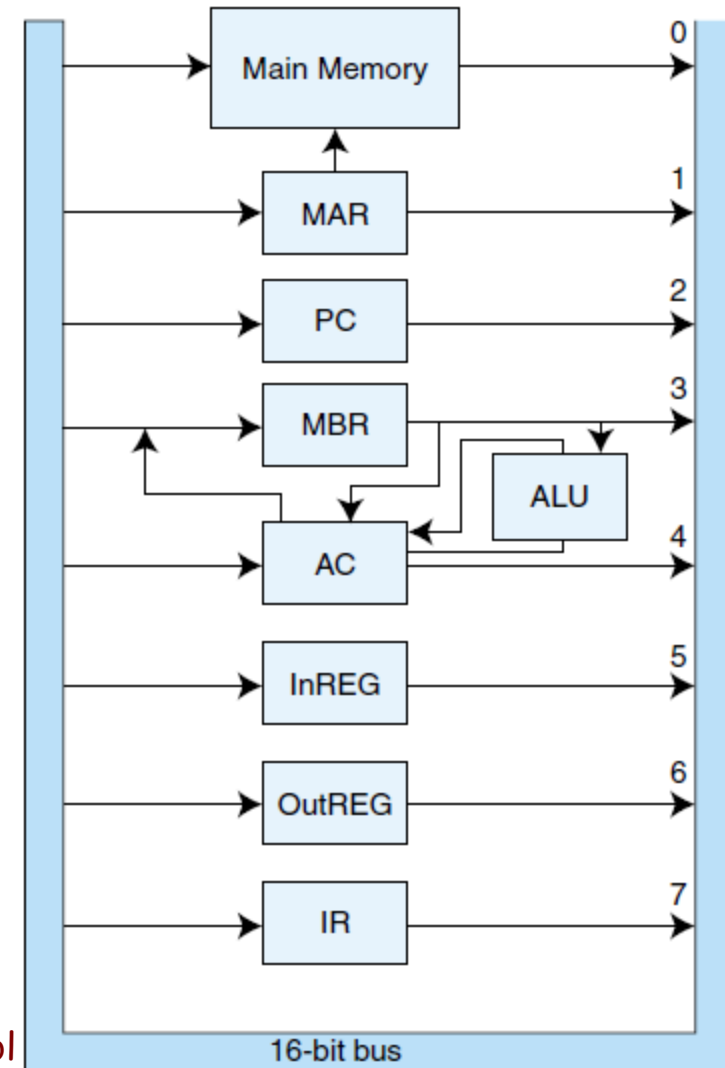 0
Main Memory
1
MAR
2
PC
3
MBR
ALU
4
AC
5
InREG
6
OutREG
7
IR
ol
16-bit bus